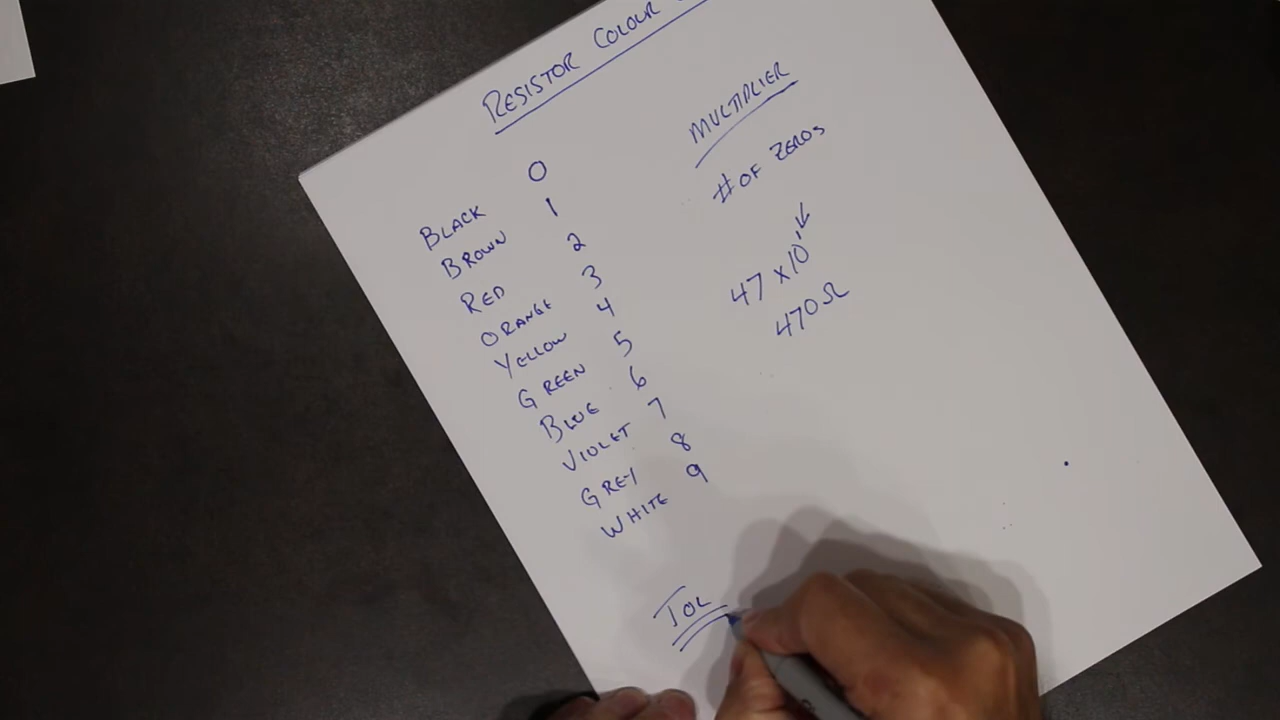 RESISTOR COLOUR
BLACK 0
BROWN 1
RED 2
ORANGE 3
YELLOW 4
GREEN 5
BLUE 6
VIOLET 7
GREY 8
WHITE 9
MULTIPLIER
# OF ZEROS
47 x 10¹
470Ω
TOL